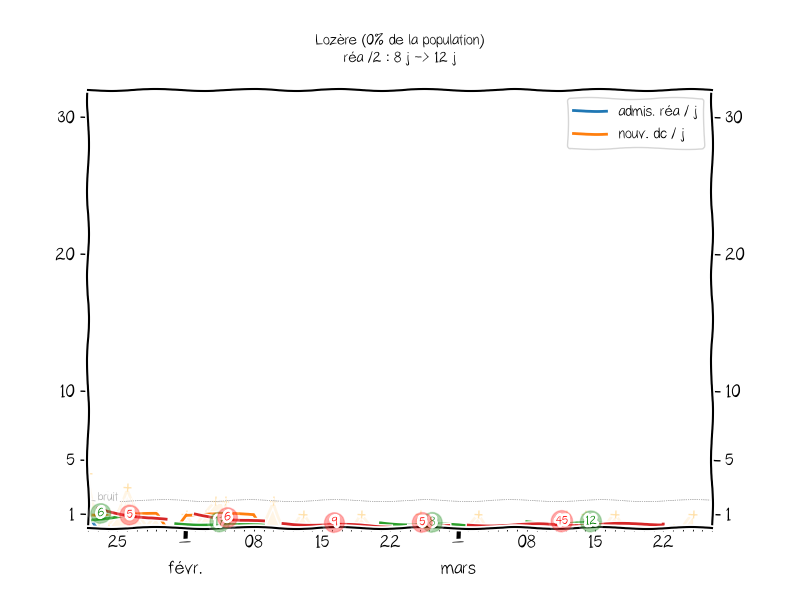 Lozère (0% de la population)
réa /2 : 8 j -> 12 j
admis. réa / j
nouv. dc / j
30 30
20 20
10 10
5 5
bruit
1 1
6 5 6 9 5 8 45 12
25 08 15 22 08 15 22
févr. mars